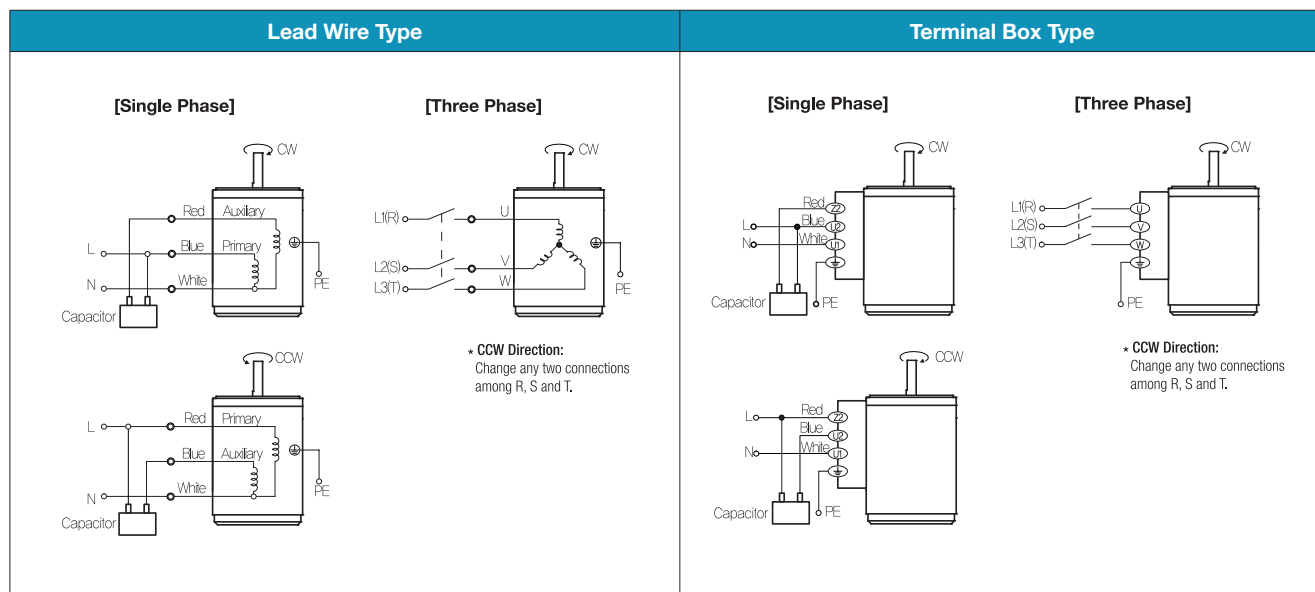 Lead Wire Type
Terminal Box Type
[Single Phase]
[Three Phase]
[Single Phase]
[Three Phase]
CW
Red Auxiliary
L Blue Primary
N White
PE
Capacitor
CW
L1(R) U
L2(S) V
L3(T) W
PE
* CCW Direction:
Change any two connections
among R, S and T.
CCW
L Red Primary
Blue Auxiliary
N White
PE
Capacitor
CW
Red Z2
L Blue U2
N White U1
PE
Capacitor
CW
L1(R) U
L2(S) V
L3(T) W
PE
* CCW Direction:
Change any two connections
among R, S and T.
CCW
L Red Z2
Blue U2
N White U1
PE
Capacitor